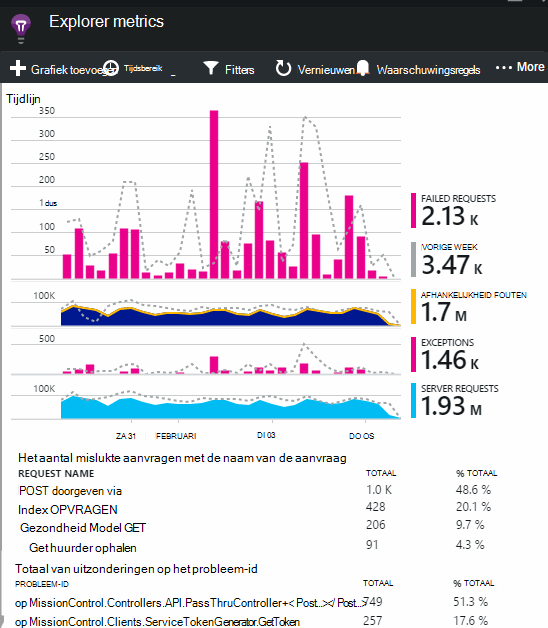 Explorer metrics
Grafiek toevoegen Tijdsbereik Fitters Vernieuwen Waarschuwingsregels ··· More
Tijdlijn
350
300
250
200
1 dus
100
50
FAILED REQUESTS
2.13 K
VORIGE WEEK
3.47 K
100K
AFHANKELIJKHEID FOUTEN
1.7 M
500
EXCEPTIONS
1.46 K
100K
SERVER REQUESTS
1.93 M
ZA 31 FEBRUARI DI 03 DO OS
Het aantal mislukte aanvragen met de naam van de aanvraag
REQUEST NAME TOTAAL % TOTAAL
POST doorgeven via 1.0 K 48.6 %
Index OPVRAGEN 428 20.1 %
Gezondheid Model GET 206 9.7 %
Get huurder ophalen 91 4.3 %
Totaal van uitzonderingen op het probleem-id
PROBLEEM-ID TOTAAL % TOTAAL
op MissionControl.Controllers.API.PassThruController+< Post...></ Post... > 749 51.3 %
op MissionControl.Clients.ServiceTokenGenerator.GetToken 257 17.6 %